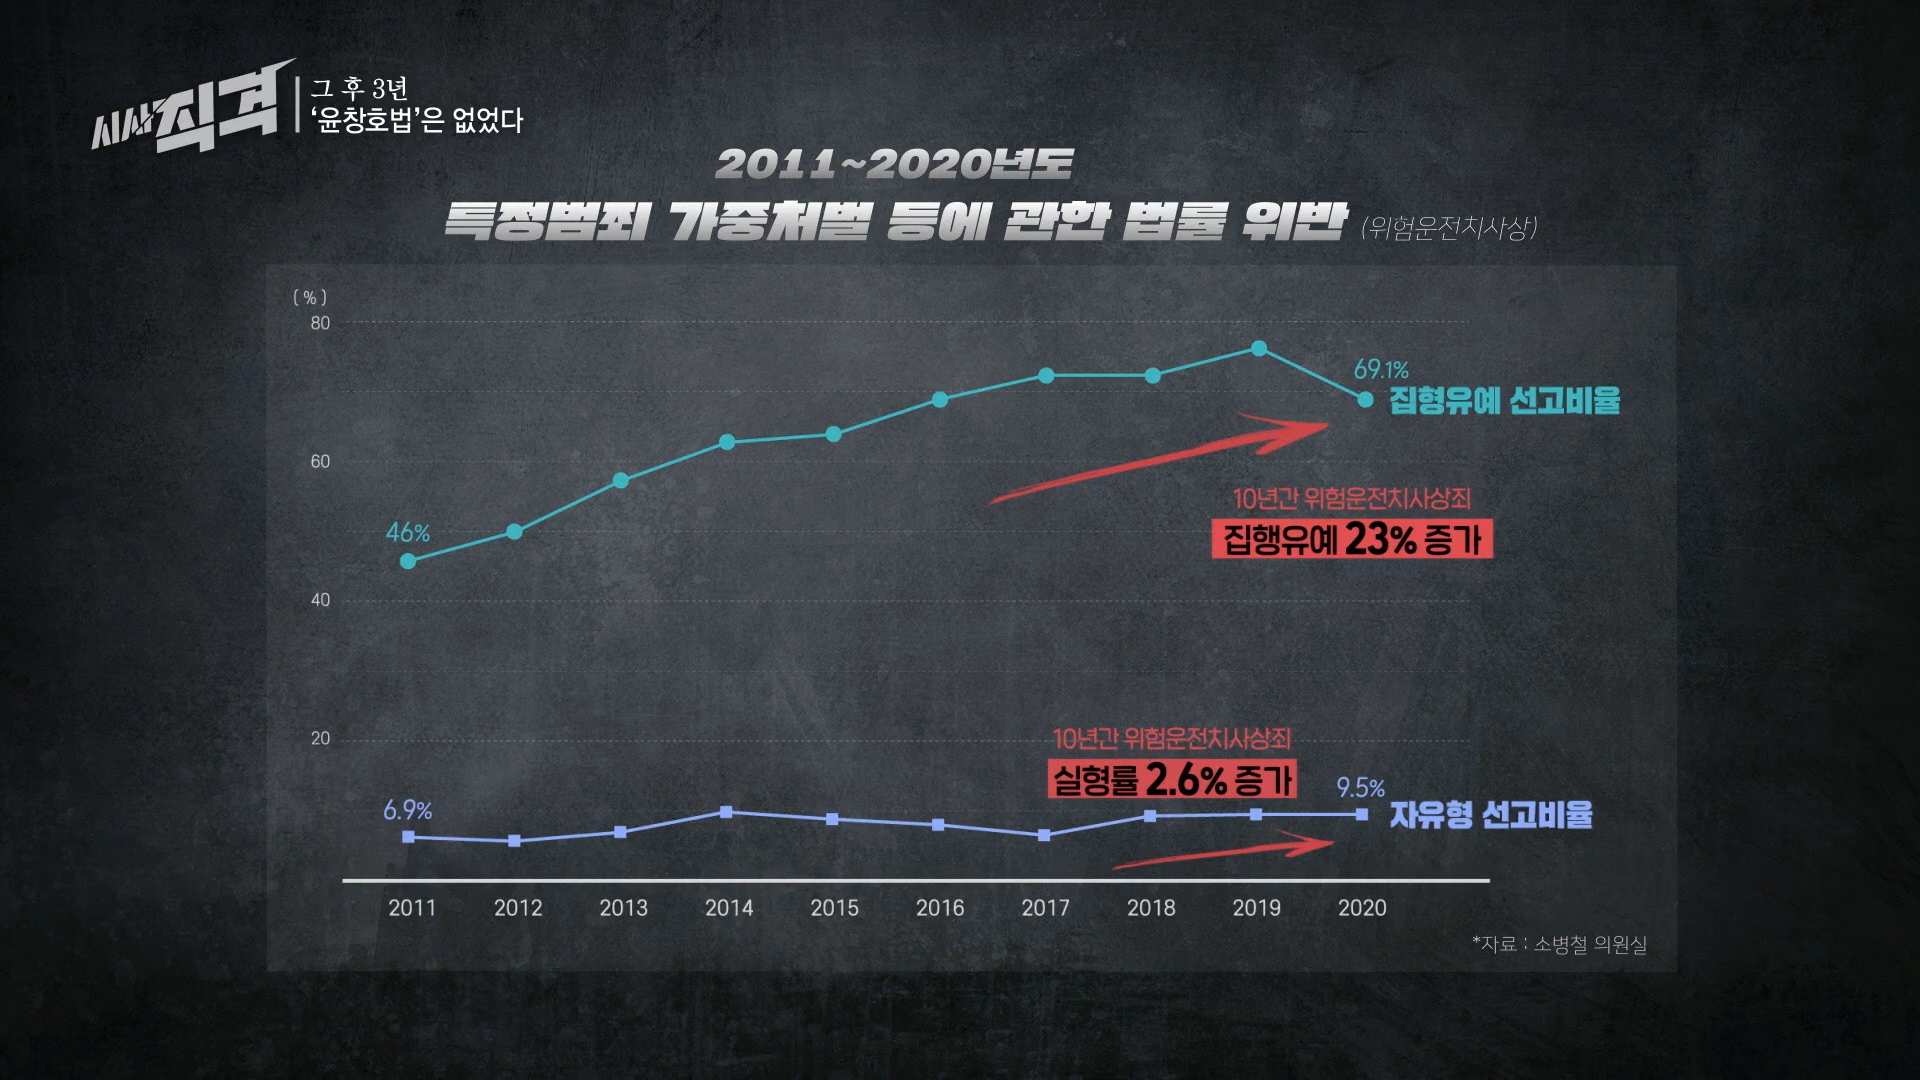 시사직격
그 후 3년
‘윤창호법’은 없었다
2011~2020년도
특정범죄 가중처벌 등에 관한 법률 위반 (위험운전치사상)
(%)
80
60
40
20
46%
69.1%
집형유예 선고비율
10년간 위험운전치사상죄
집행유예 23% 증가
10년간 위험운전치사상죄
실형률 2.6% 증가
6.9%
9.5%
자유형 선고비율
2011 2012 2013 2014 2015 2016 2017 2018 2019 2020
*자료 : 소병철 의원실